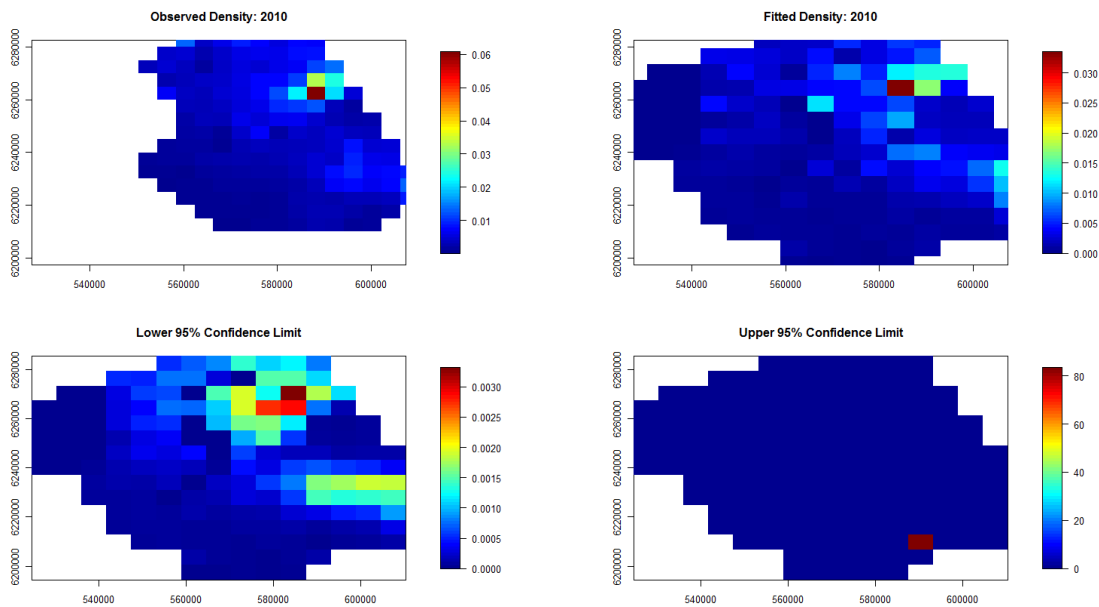 Observed Density: 2010
6200000 6220000 6240000 6260000 6280000
540000 560000 580000 600000
0.06
0.05
0.04
0.03
0.02
0.01
Fitted Density: 2010
6200000 6220000 6240000 6260000 6280000
540000 560000 580000 600000
0.030
0.025
0.020
0.015
0.010
0.005
0.000
Lower 95% Confidence Limit
6200000 6220000 6240000 6260000 6280000
540000 560000 580000 600000
0.0030
0.0025
0.0020
0.0015
0.0010
0.0005
0.0000
Upper 95% Confidence Limit
6200000 6220000 6240000 6260000 6280000
540000 560000 580000 600000
80
60
40
20
0